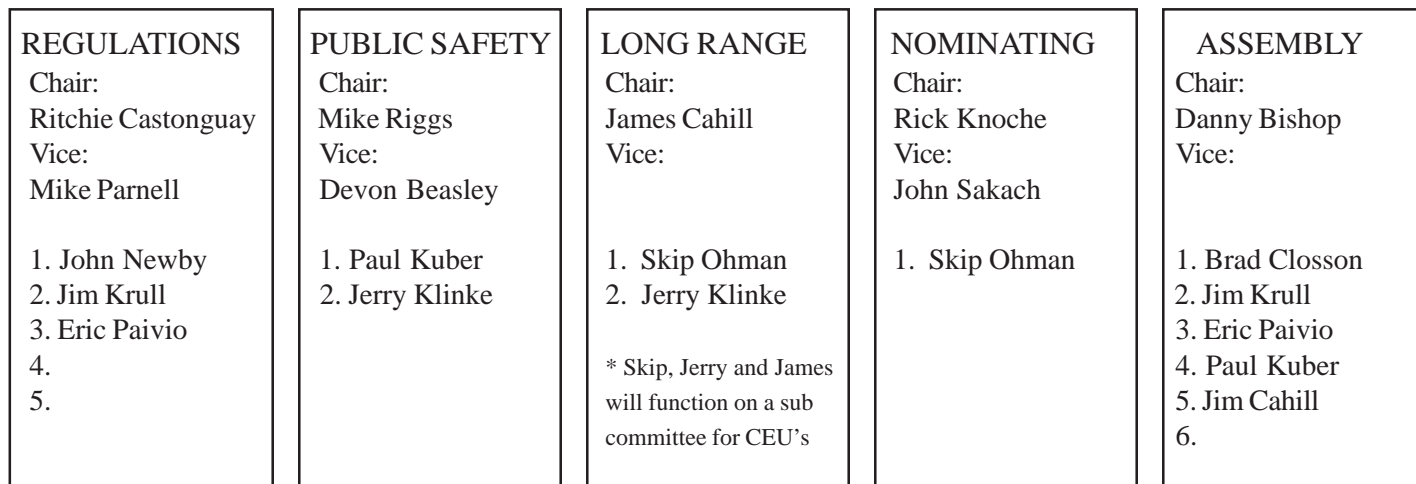 REGULATIONS
Chair:
Ritchie Castonguay
Vice:
Mike Parnell
1. John Newby
2. Jim Krull
3. Eric Paivio
4.
5.
PUBLIC SAFETY
Chair:
Mike Riggs
Vice:
Devon Beasley
1. Paul Kuber
2. Jerry Klinke
LONG RANGE
Chair:
James Cahill
Vice:
1. Skip Ohman
2. Jerry Klinke
* Skip, Jerry and James
will function on a sub
committee for CEU's
NOMINATING
Chair:
Rick Knoche
Vice:
John Sakach
1. Skip Ohman
ASSEMBLY
Chair:
Danny Bishop
Vice:
1. Brad Closson
2. Jim Krull
3. Eric Paivio
4. Paul Kuber
5. Jim Cahill
6.